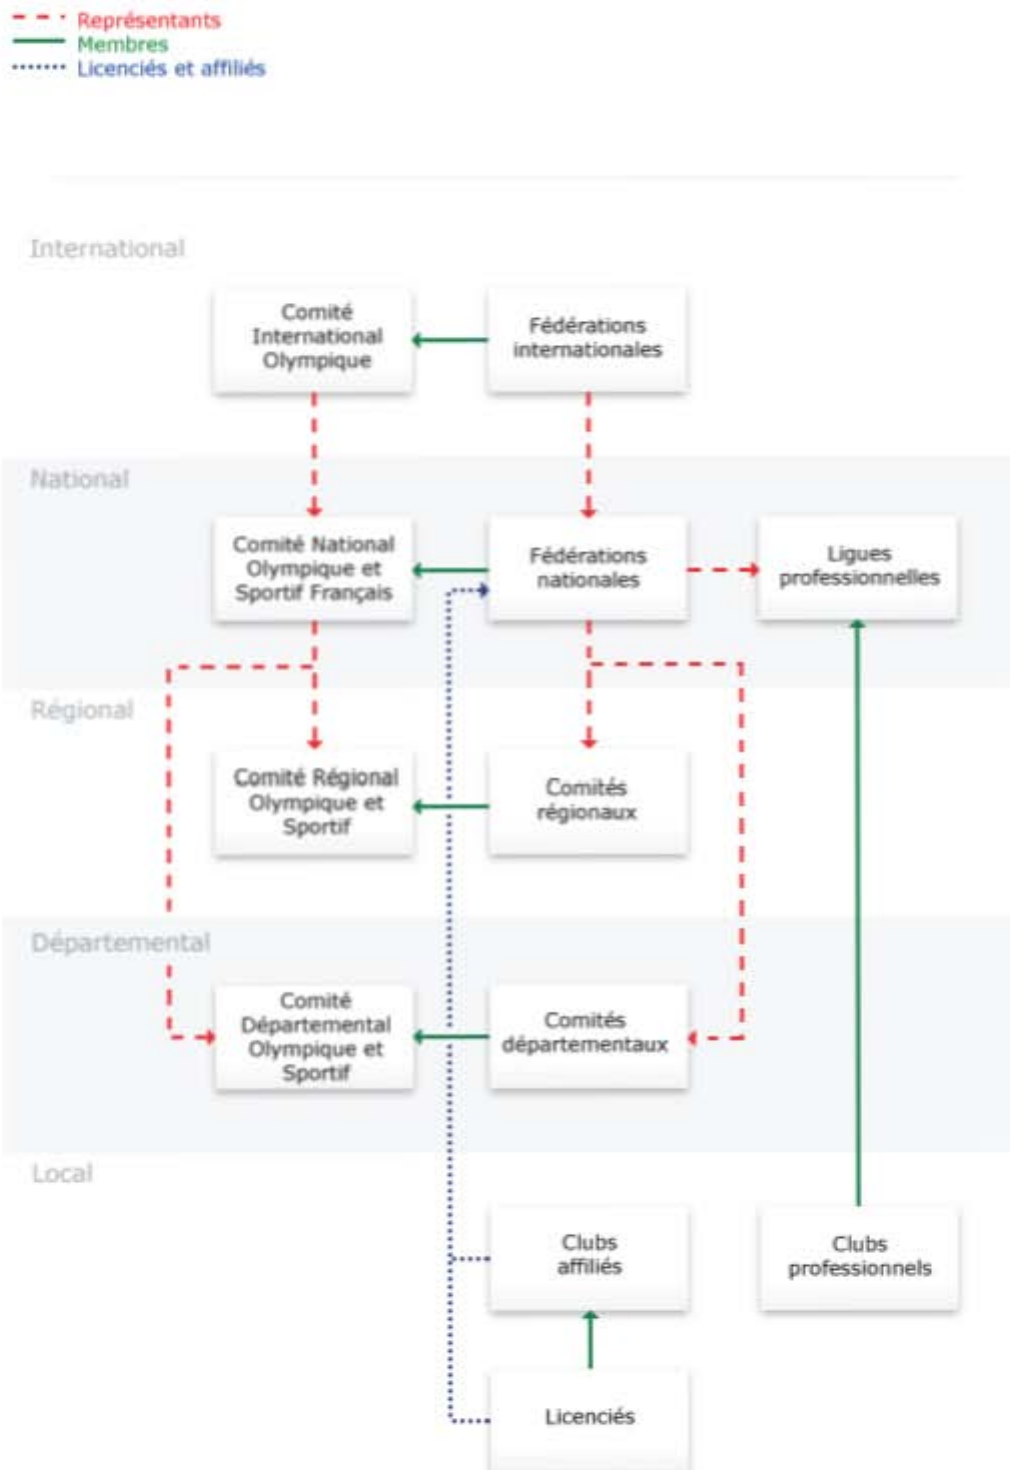 Représentants
Membres
Licenciés et affiliés
International
Comité
International
Olympique
Fédérations
internationales
National
Comité National
Olympique et
Sportif Français
Fédérations
nationales
Ligues
professionnelles
Régional
Comité Régional
Olympique et
Sportif
Comités
régionaux
Départemental
Comité
Départemental
Olympique et
Sportif
Comités
départementaux
Local
Clubs
affiliés
Clubs
professionnels
Licenciés